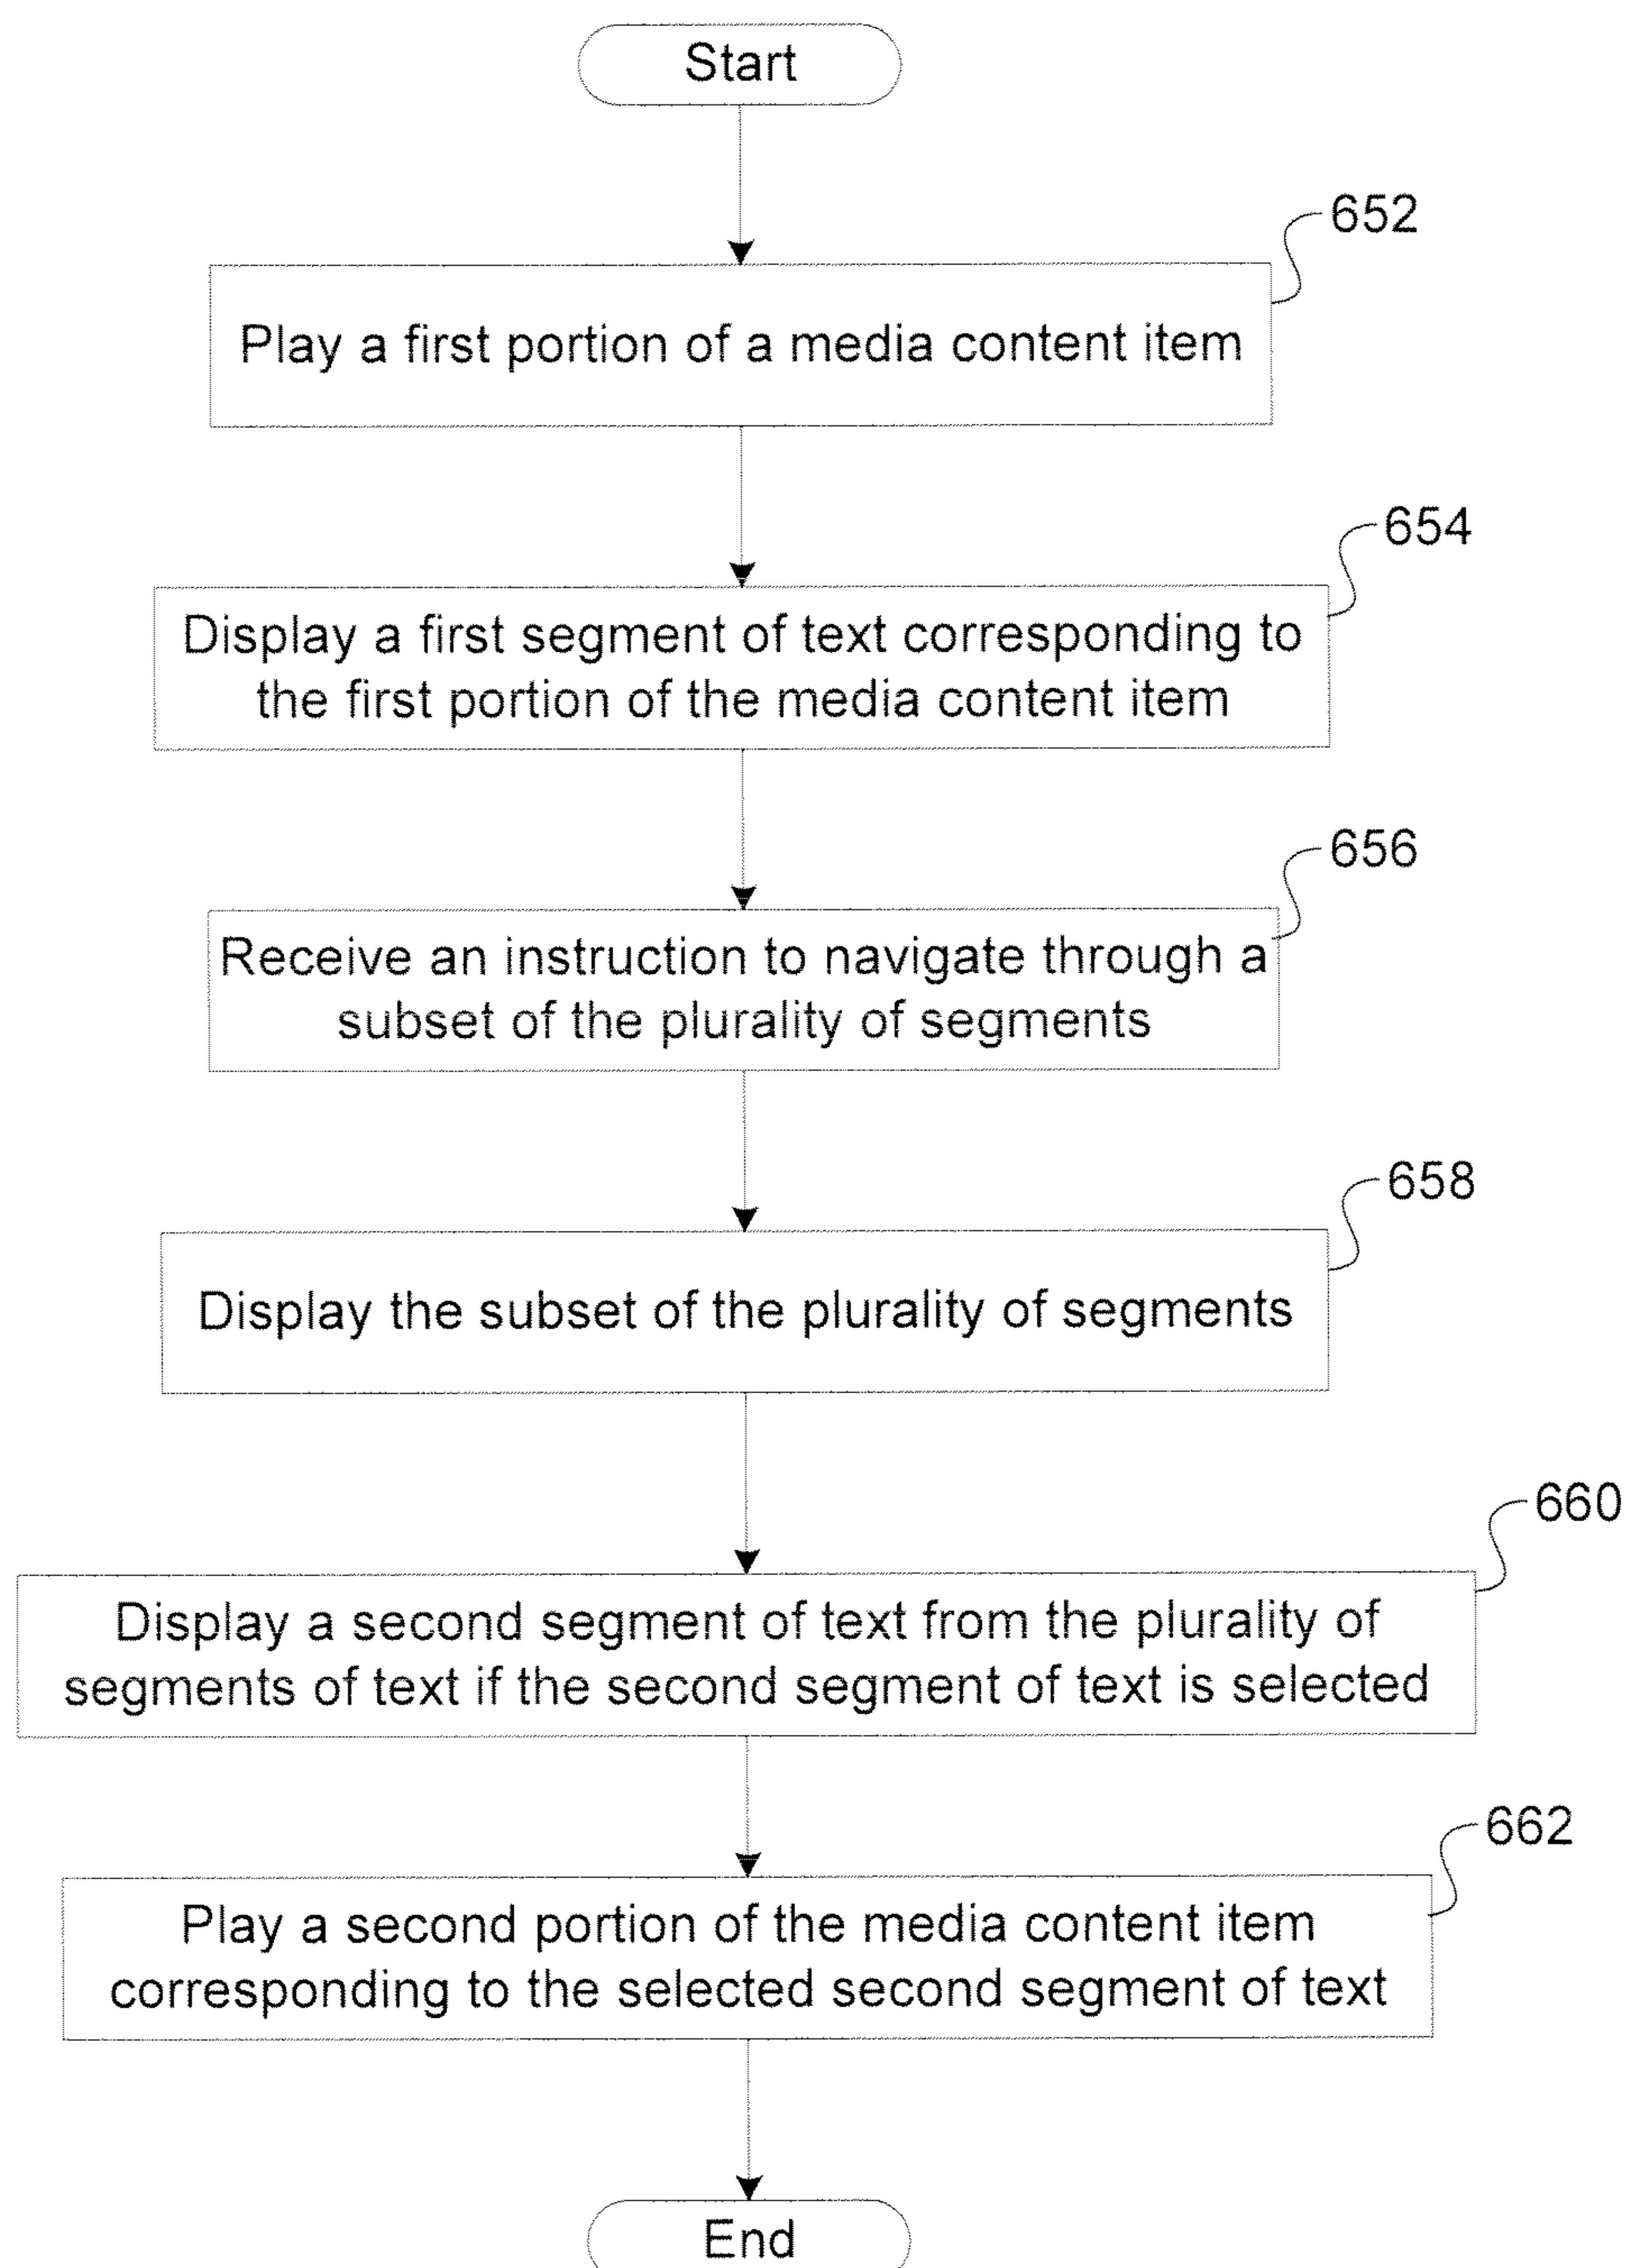 Start
652
Play a first portion of a media content item
654
Display a first segment of text corresponding to
the first portion of the media content item
656
Receive an instruction to navigate through a
subset of the plurality of segments
658
Display the subset of the plurality of segments
660
Display a second segment of text from the plurality of
segments of text if the second segment of text is selected
662
Play a second portion of the media content item
corresponding to the selected second segment of text
End